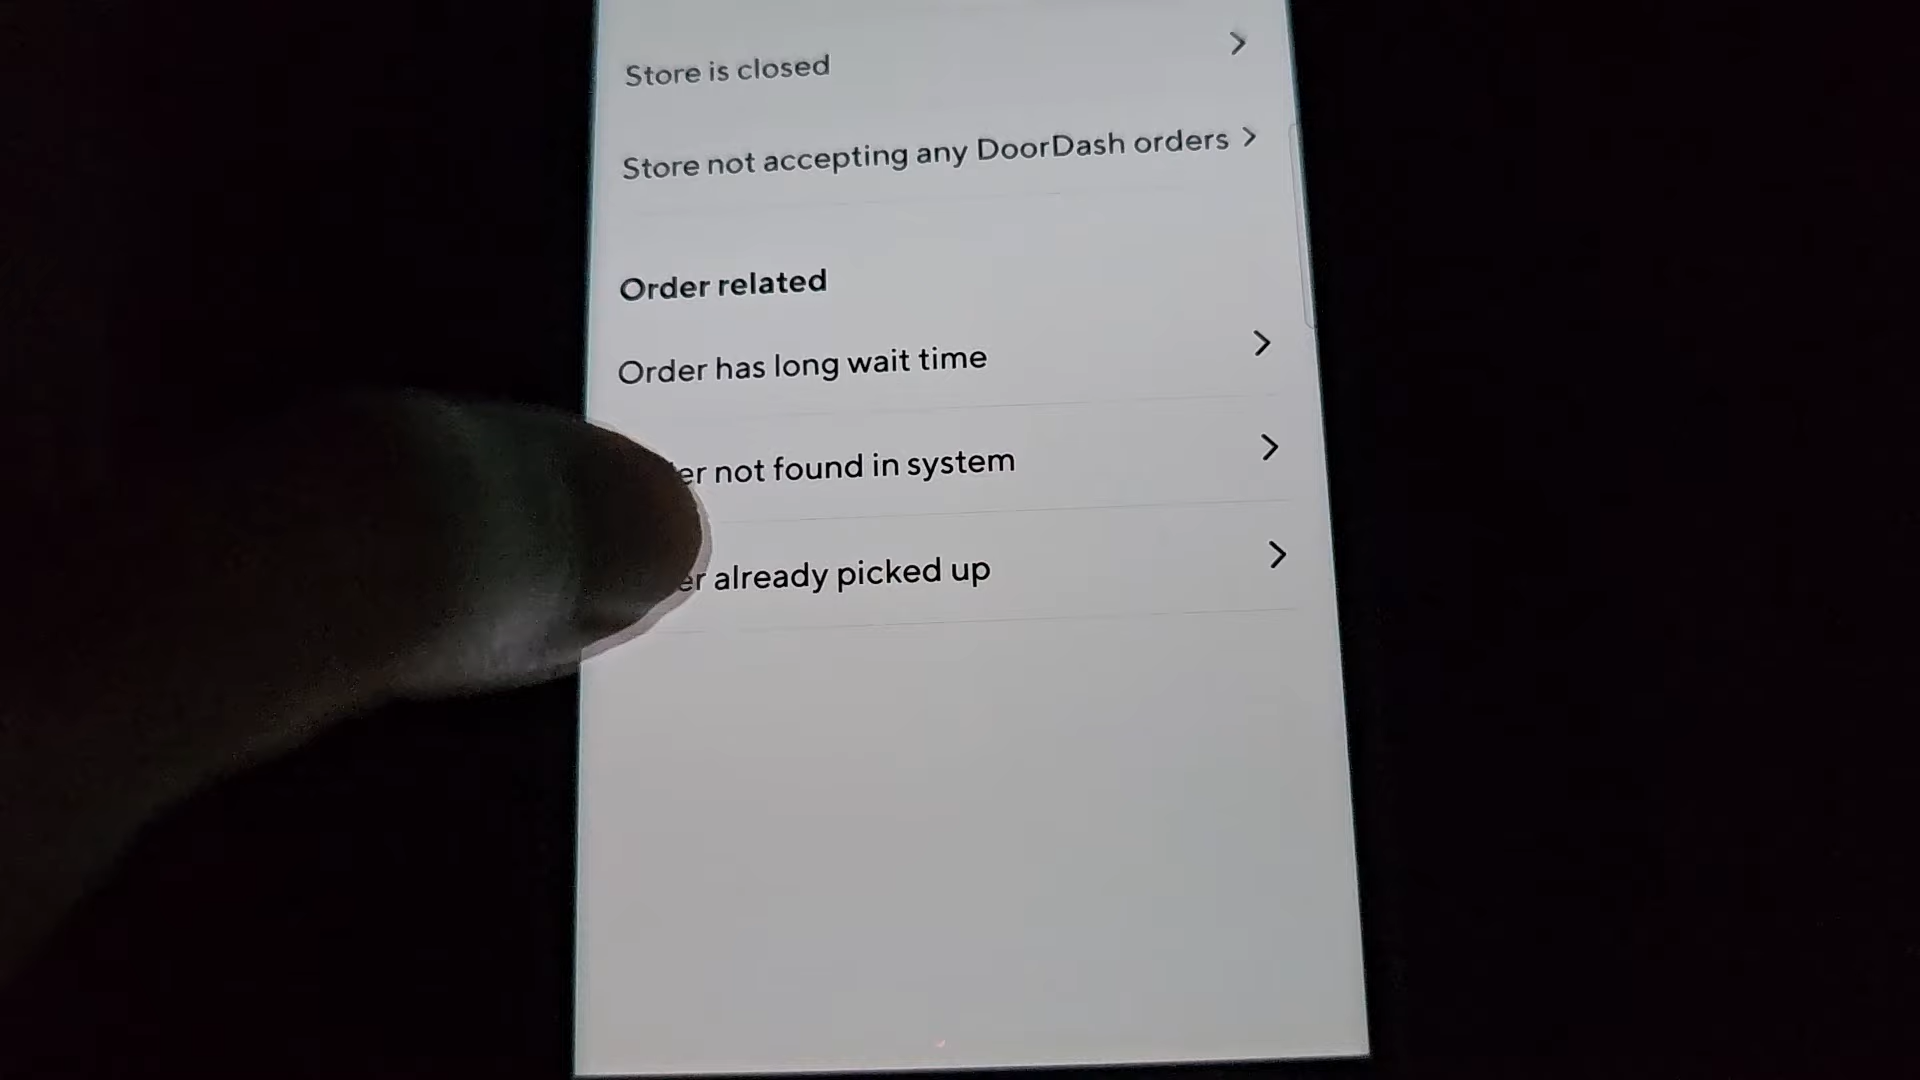 Store is closed
Store not accepting any DoorDash orders
Order related
Order has long wait time
er not found in system
er already picked up